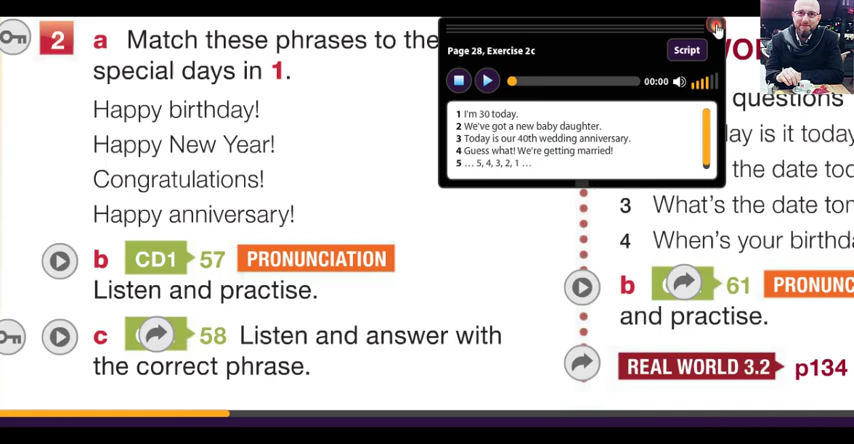 2 a Match these phrases to the
special days in 1.
Happy birthday!
Happy New Year!
Congratulations!
Happy anniversary!
b CD1 57 PRONUNCIATION
Listen and practise.
c 58 Listen and answer with
the correct phrase.
Page 28, Exercise 2c
Script
00:00
1 I'm 30 today.
2 We've got a new baby daughter.
3 Today is our 40th wedding anniversary.
4 Guess what! We're getting married!
5 ... 5, 4, 3, 2, 1 ...
questions
is it today
the date
3 What's the date
4 When's your
b 61
and practise.
REAL WORLD 3.2 p134